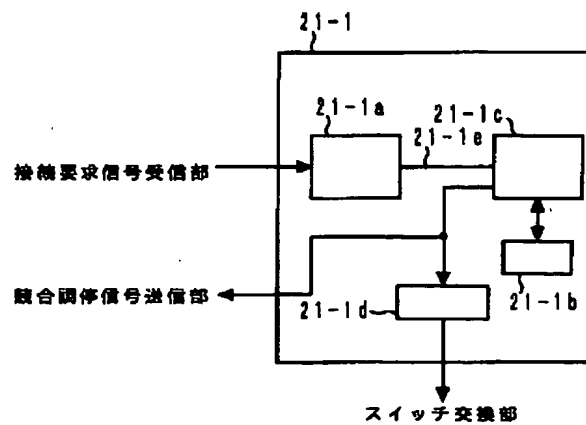 21-1
21-1a
21-1c
21-1e
接続要求信号受信部
競合調停信号送信部
21-1b
21-1d
スイッチ交換部